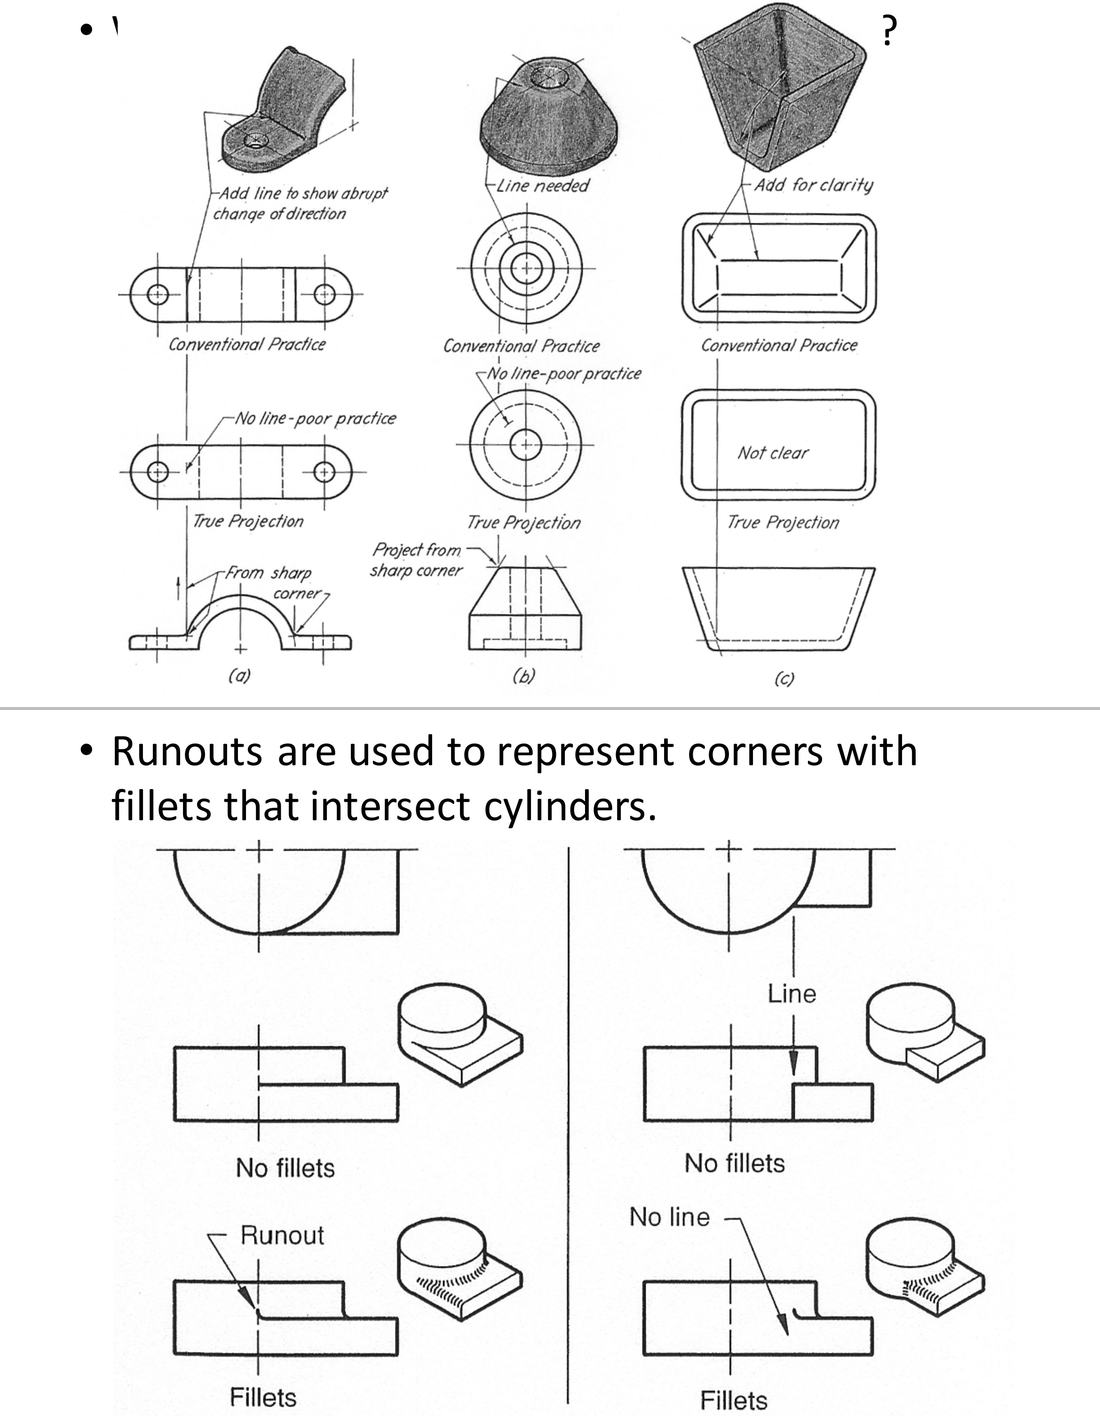 ?
Add line to show abrupt
change of direction
Line needed
Add for clarity
Conventional Practice
Conventional Practice
Conventional Practice
No line-poor practice
No line-poor practice
Not clear
True Projection
True Projection
True Projection
Project from
sharp corner
From sharp
corner
(a)
(b)
(c)
• Runouts are used to represent corners with
fillets that intersect cylinders.
Line
No fillets
No fillets
Runout
No line
Fillets
Fillets